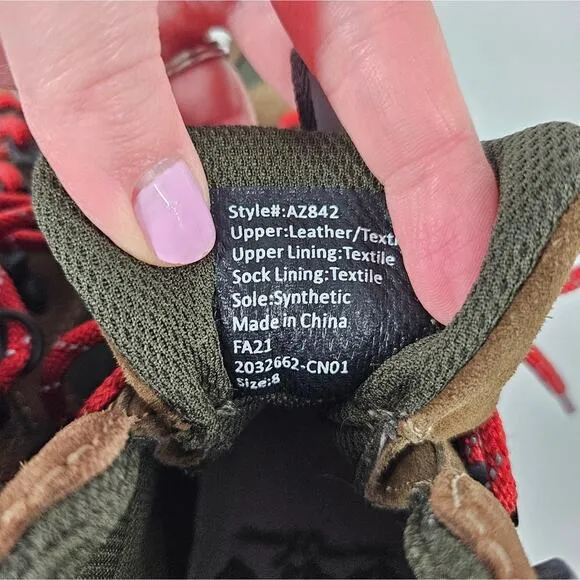 Style#:AZ842
Upper:Leather/Texti
Upper Lining:Textile
Sock Lining:Textile
Sole:Synthetic
Made in China
FA21
2032662-CN01
Size:8